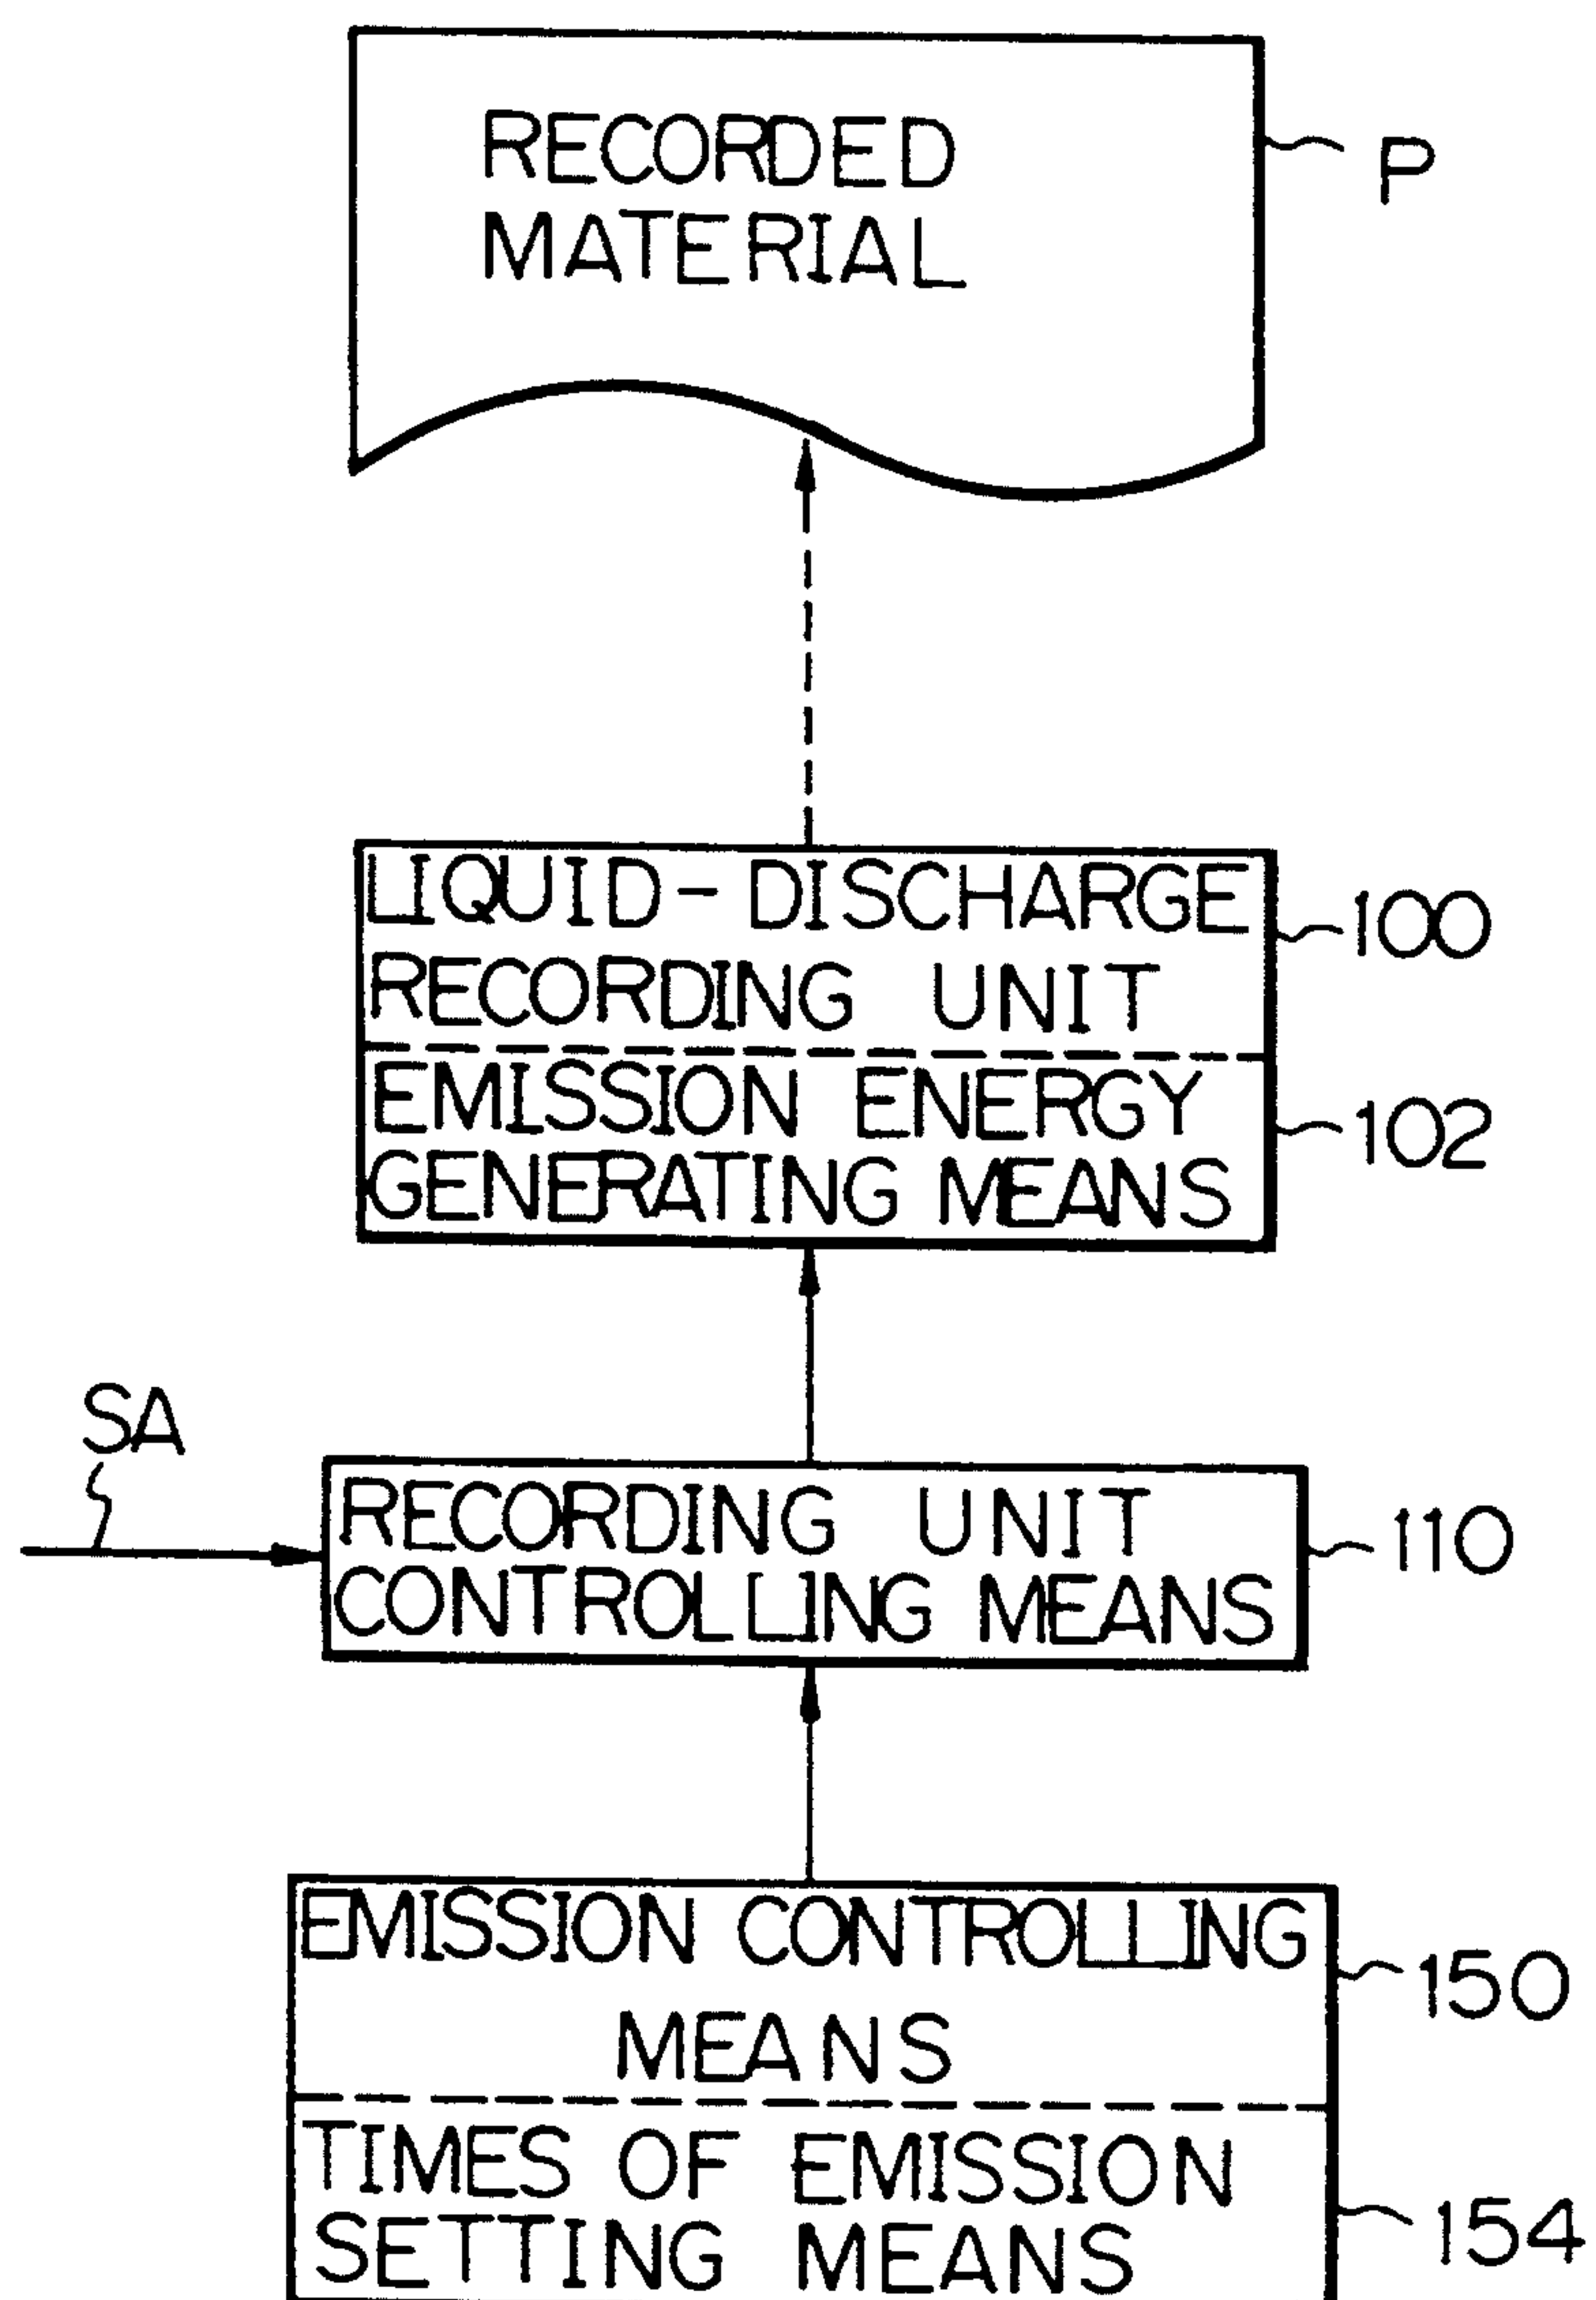 RECORDED
MATERIAL
P
LIQUID-DISCHARGE
RECORDING UNIT
100
EMISSION ENERGY
GENERATING MEANS
102
SA
RECORDING UNIT
CONTROLLING MEANS
110
EMISSION CONTROLLING
MEANS
150
TIMES OF EMISSION
SETTING MEANS
154